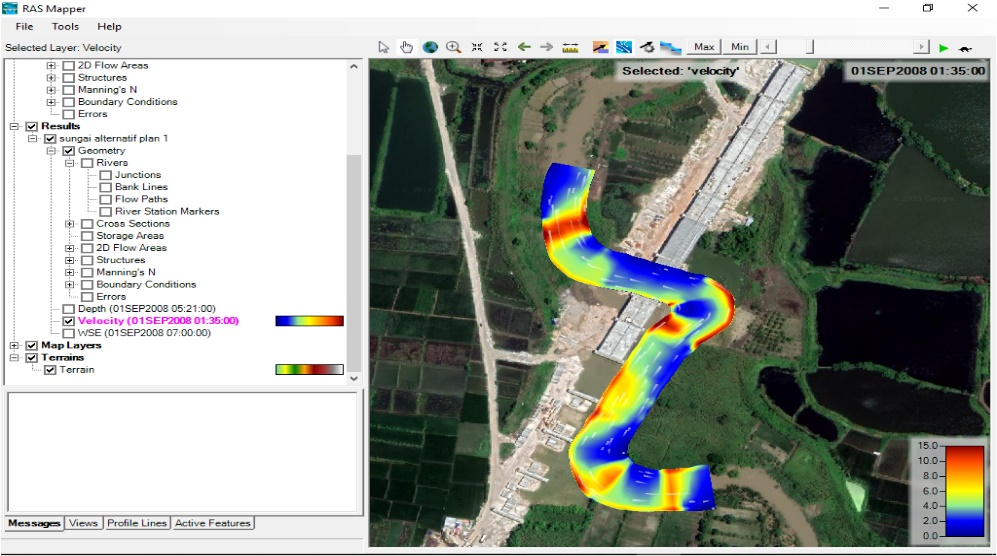 RAS Mapper
File Tools Help
Selected Layer: Velocity
Max Min
2D Flow Areas
Structures
Manning's N
Boundary Conditions
Errors
Results
sungai alternatif plan 1
Geometry
Rivers
Junctions
Bank Lines
Flow Paths
River Station Markers
Cross Sections
Storage Areas
2D Flow Areas
Structures
Manning's N
Boundary Conditions
Errors
Depth (01SEP2008 05:21:00)
Velocity (01SEP2008 01:35:00)
WSE (01SEP2008 07:00:00)
Map Layers
Terrains
Terrain
Messages Views Profile Lines Active Features
Selected: 'velocity'
01SEP2008 01:35:00
15.0
10.0
8.0
6.0
4.0
2.0
0.0